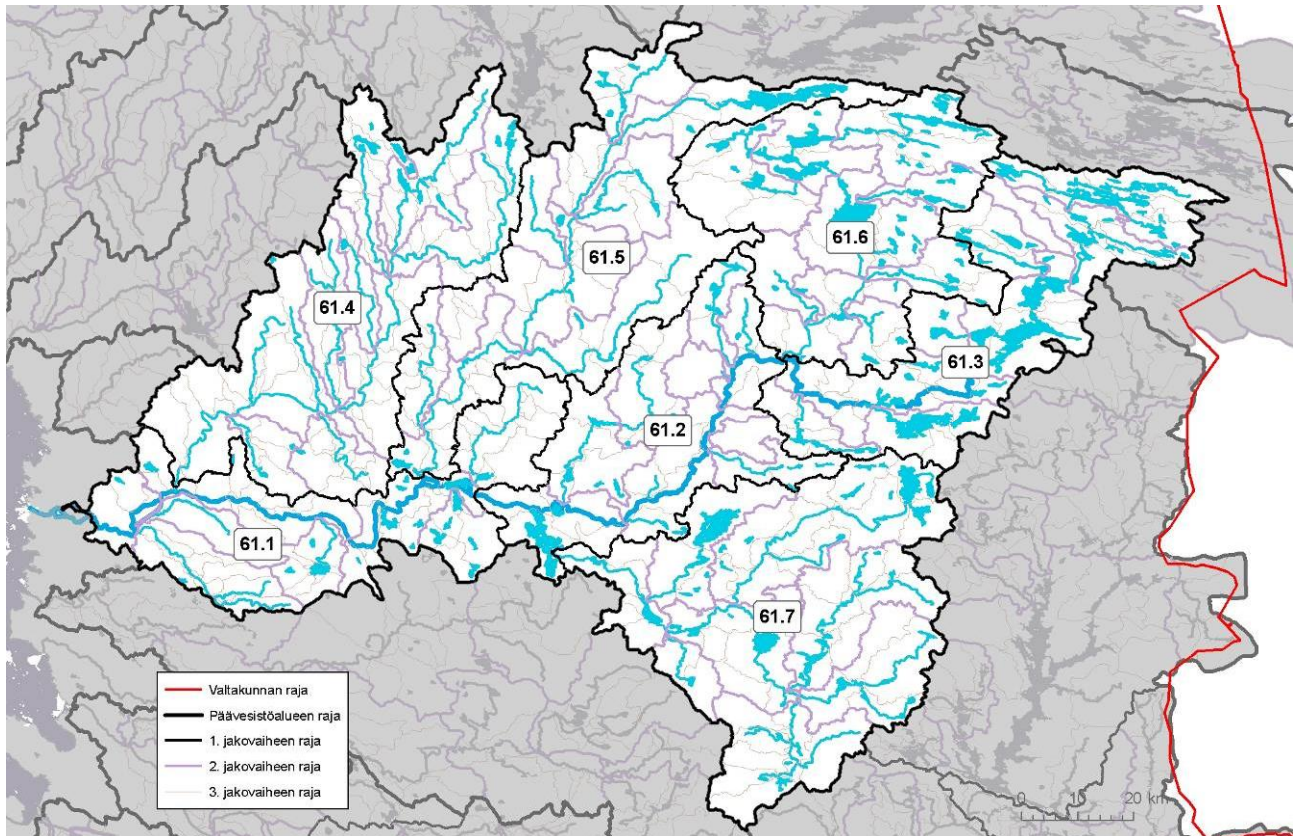 61.6
61.5
61.4
61.3
61.2
61.1
61.7
Valtakunnan raja
Päävesistöalueen raja
1. jakovaiheen raja
2. jakovaiheen raja
3. jakovaiheen raja
0 10 20 km